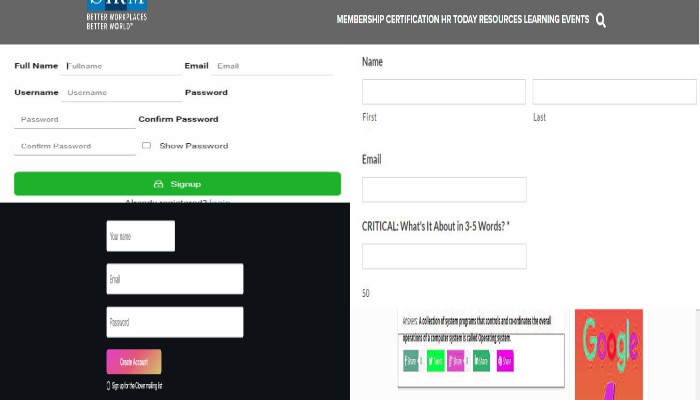 BETTER WORKPLACES
BETTER WORLD
MEMBERSHIP CERTIFICATION HR TODAY RESOURCES LEARNING EVENTS
Full Name Fullname Email Email
Username Username Password
Password Confirm Password
Confirm Password Show Password
Signup
Already registered? login
Your name
Email
Password
Create Account
Sign up for the Clover mailing list
Name
First Last
Email
CRITICAL: What's It About in 3-5 Words? *
50
Answer: A collection of system programs that controls and co-ordinates the overall
operations of a computer system is called Operating system.
Share 0 Tweet Share 0 Share Share
Google